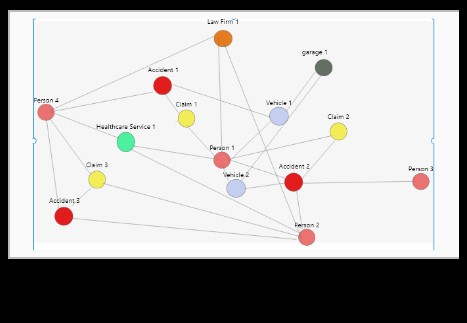 Law Firm 1
garage 1
Accident 1
Person 4
Claim 1
Vehicle 1
Claim 2
Healthcare Service 1
Person 1
Claim 3
Vehicle 2
Accident 2
Person 3
Accident 3
Person 2